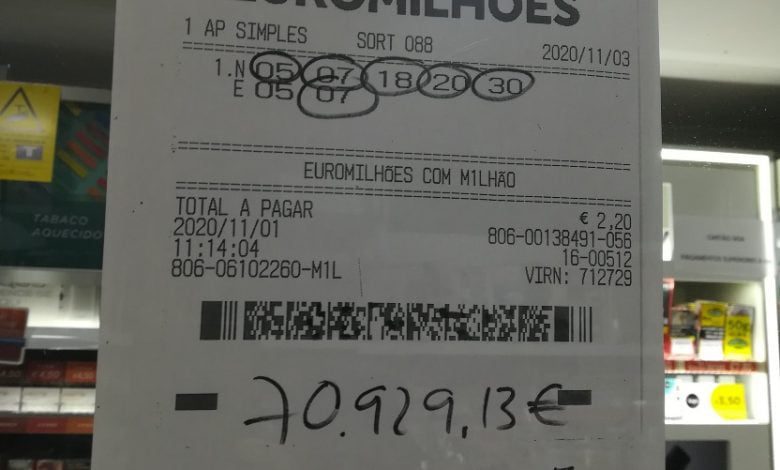 EUROMILHÕES
1 AP SIMPLES SORT 088 2020/11/03
1.N 05 07 18 20 30
E 05 07
EUROMILHÕES COM M1LHÃO
TOTAL A PAGAR € 2,20
2020/11/01 806-00138491-056
11:14:04 16-00512
806-06102260-M1L VIRN: 712729
70.929,13€
TABACO
AQUECIDO
50g
5,50